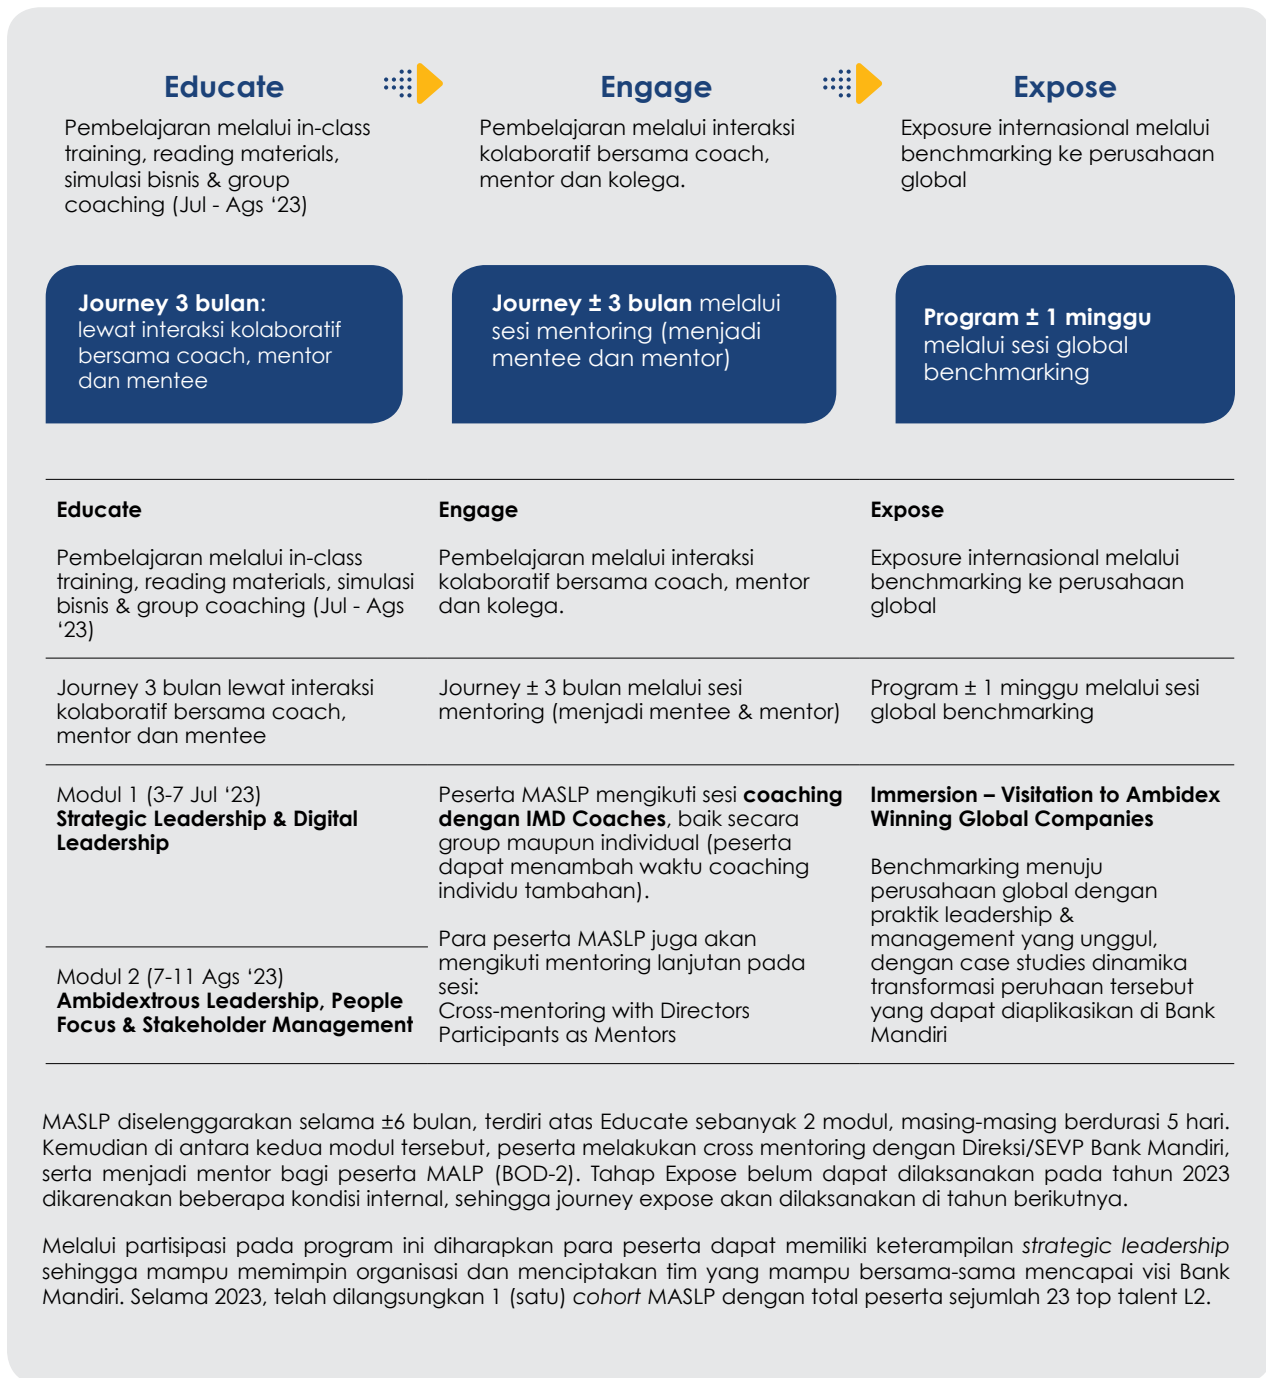 Educate
Pembelajaran melalui in-class
training, reading materials,
simulasi bisnis & group
coaching (Jul - Ags ‘23)
Engage
Pembelajaran melalui interaksi
kolaboratif bersama coach,
mentor dan kolega.
Expose
Exposure internasional melalui
benchmarking ke perusahaan
global
Journey 3 bulan:
lewat interaksi kolaboratif
bersama coach, mentor
dan mentee
Journey ± 3 bulan melalui
sesi mentoring (menjadi
mentee dan mentor)
Program ± 1 minggu
melalui sesi global
benchmarking
Educate
Engage
Expose
Pembelajaran melalui in-class
training, reading materials, simulasi
bisnis & group coaching (Jul - Ags
‘23)
Pembelajaran melalui interaksi
kolaboratif bersama coach, mentor
dan kolega.
Exposure internasional melalui
benchmarking ke perusahaan
global
Journey 3 bulan lewat interaksi
kolaboratif bersama coach,
mentor dan mentee
Journey ± 3 bulan melalui sesi
mentoring (menjadi mentee & mentor)
Program ± 1 minggu melalui sesi
global benchmarking
Modul 1 (3-7 Jul ‘23)
Strategic Leadership & Digital
Leadership
Modul 2 (7-11 Ags ‘23)
Ambidextrous Leadership, People
Focus & Stakeholder Management
Peserta MASLP mengikuti sesi coaching
dengan IMD Coaches, baik secara
group maupun individual (peserta
dapat menambah waktu coaching
individu tambahan).
Para peserta MASLP juga akan
mengikuti mentoring lanjutan pada
sesi:
Cross-mentoring with Directors
Participants as Mentors
Immersion – Visitation to Ambidex
Winning Global Companies
Benchmarking menuju
perusahaan global dengan
praktik leadership &
management yang unggul,
dengan case studies dinamika
transformasi peruhaan tersebut
yang dapat diaplikasikan di Bank
Mandiri
MASLP diselenggarakan selama ±6 bulan, terdiri atas Educate sebanyak 2 modul, masing-masing berdurasi 5 hari.
Kemudian di antara kedua modul tersebut, peserta melakukan cross mentoring dengan Direksi/SEVP Bank Mandiri,
serta menjadi mentor bagi peserta MALP (BOD-2). Tahap Expose belum dapat dilaksanakan pada tahun 2023
dikarenakan beberapa kondisi internal, sehingga journey expose akan dilaksanakan di tahun berikutnya.
Melalui partisipasi pada program ini diharapkan para peserta dapat memiliki keterampilan strategic leadership
sehingga mampu memimpin organisasi dan menciptakan tim yang mampu bersama-sama mencapai visi Bank
Mandiri. Selama 2023, telah dilangsungkan 1 (satu) cohort MASLP dengan total peserta sejumlah 23 top talent L2.